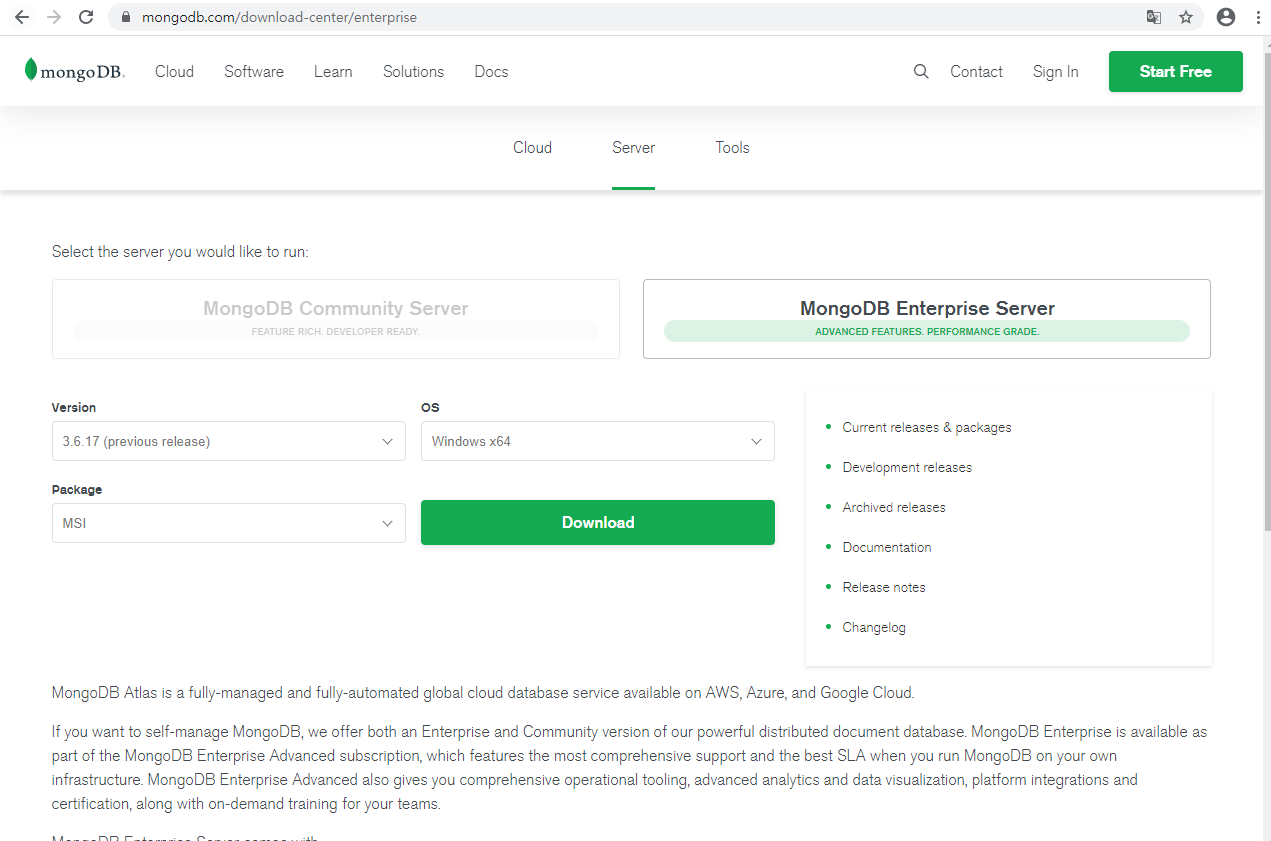 mongodb.com/download-center/enterprise
mongoDB. Cloud Software Learn Solutions Docs Contact Sign In Start Free
Cloud Server Tools
Select the server you would like to run:
MongoDB Community Server
FEATURE RICH. DEVELOPER READY.
MongoDB Enterprise Server
ADVANCED FEATURES. PERFORMANCE GRADE.
Version
3.6.17 (previous release)
OS
Windows x64
Package
MSI
Download
Current releases & packages
Development releases
Archived releases
Documentation
Release notes
Changelog
MongoDB Atlas is a fully-managed and fully-automated global cloud database service available on AWS, Azure, and Google Cloud.
If you want to self-manage MongoDB, we offer both an Enterprise and Community version of our powerful distributed document database. MongoDB Enterprise is available as
part of the MongoDB Enterprise Advanced subscription, which features the most comprehensive support and the best SLA when you run MongoDB on your own
infrastructure. MongoDB Enterprise Advanced also gives you comprehensive operational tooling, advanced analytics and data visualization, platform integrations and
certification, along with on-demand training for your teams.
MongoDB Enterprise Server comes with